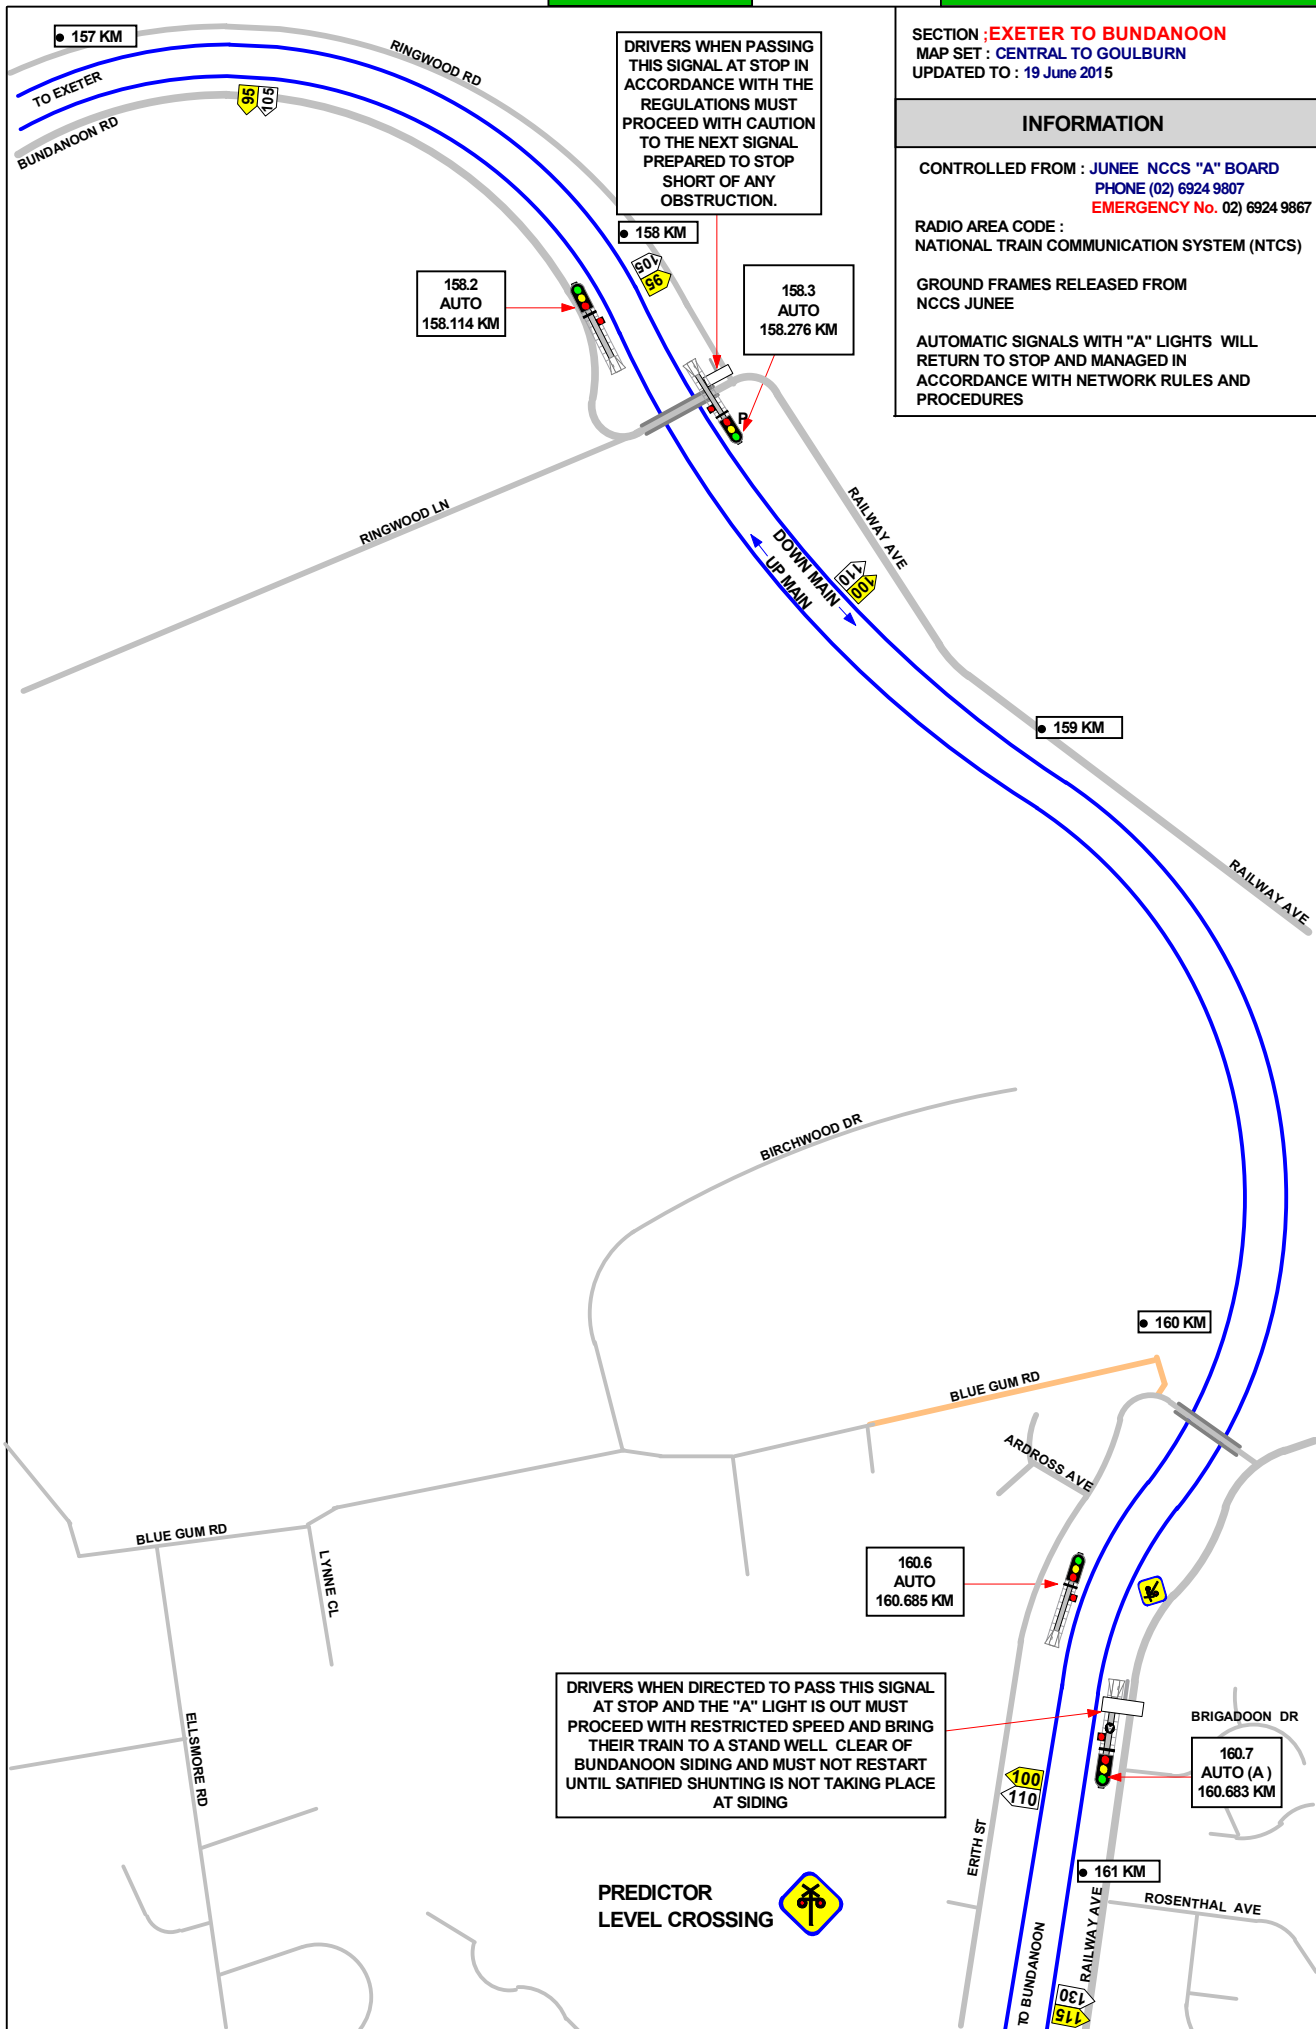 157 KM
TO EXETER
RINGWOOD RD
BUNDANOON RD
95
105
DRIVERS WHEN PASSING
THIS SIGNAL AT STOP IN
ACCORDANCE WITH THE
REGULATIONS MUST
PROCEED WITH CAUTION
TO THE NEXT SIGNAL
PREPARED TO STOP
SHORT OF ANY
OBSTRUCTION.
SECTION ;EXETER TO BUNDANOON
MAP SET : CENTRAL TO GOULBURN
UPDATED TO : 19 June 2015
INFORMATION
CONTROLLED FROM : JUNEE NCCS "A" BOARD
PHONE (02) 6924 9807
EMERGENCY No. 02) 6924 9867
RADIO AREA CODE :
NATIONAL TRAIN COMMUNICATION SYSTEM (NTCS)
GROUND FRAMES RELEASED FROM
NCCS JUNEE
AUTOMATIC SIGNALS WITH "A" LIGHTS WILL
RETURN TO STOP AND MANAGED IN
ACCORDANCE WITH NETWORK RULES AND
PROCEDURES
158 KM
105
95
158.2
AUTO
158.114 KM
158.3
AUTO
158.276 KM
P
RINGWOOD LN
RAILWAY AVE
DOWN MAIN
UP MAIN
110
100
159 KM
RAILWAY AVE
BIRCHWOOD DR
160 KM
BLUE GUM RD
ARDROSS AVE
BLUE GUM RD
LYNNE CL
160.6
AUTO
160.685 KM
DRIVERS WHEN DIRECTED TO PASS THIS SIGNAL
AT STOP AND THE "A" LIGHT IS OUT MUST
PROCEED WITH RESTRICTED SPEED AND BRING
THEIR TRAIN TO A STAND WELL CLEAR OF
BUNDANOON SIDING AND MUST NOT RESTART
UNTIL SATIFIED SHUNTING IS NOT TAKING PLACE
AT SIDING
ELLSMORE RD
BRIGADOON DR
160.7
AUTO (A )
160.683 KM
100
110
ERITH ST
161 KM
PREDICTOR
LEVEL CROSSING
RAILWAY AVE
ROSENTHAL AVE
TO BUNDANOON
130
115